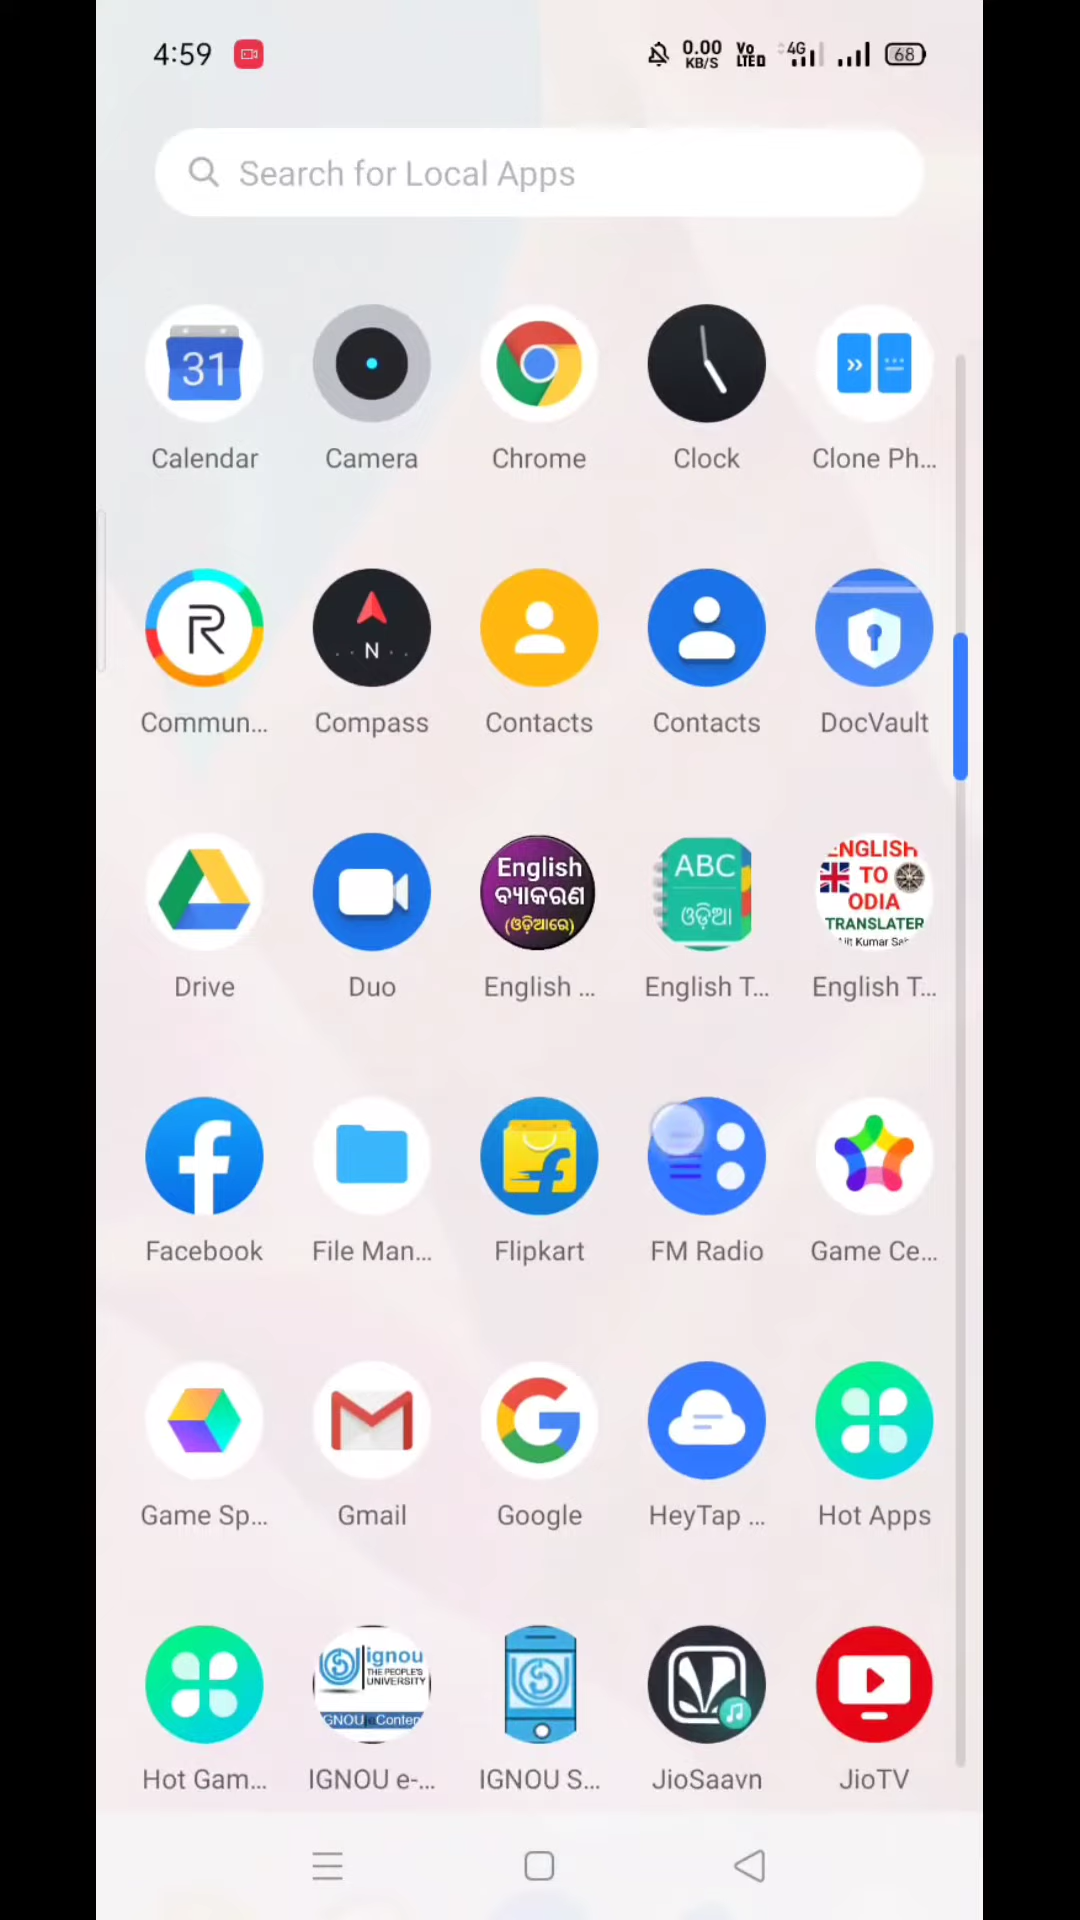 4:59 0.00 KB/S Vo LTE 4G 68
Search for Local Apps
31
Calendar Camera Chrome Clock Clone Ph...
R
N
Commun... Compass Contacts Contacts DocVault
English
ବ୍ୟାକରଣ
(ଓଡ଼ିଆରେ)
ABC
ଓଡ଼ିଆ
ENGLISH
TO
ODIA
TRANSLATER
Drive Duo English ... English T... English T...
Facebook File Man... Flipkart FM Radio Game Ce...
Game Sp... Gmail Google HeyTap ... Hot Apps
ignou
THE PEOPLE'S
UNIVERSITY
Hot Gam... IGNOU e-... IGNOU S... JioSaavn JioTV